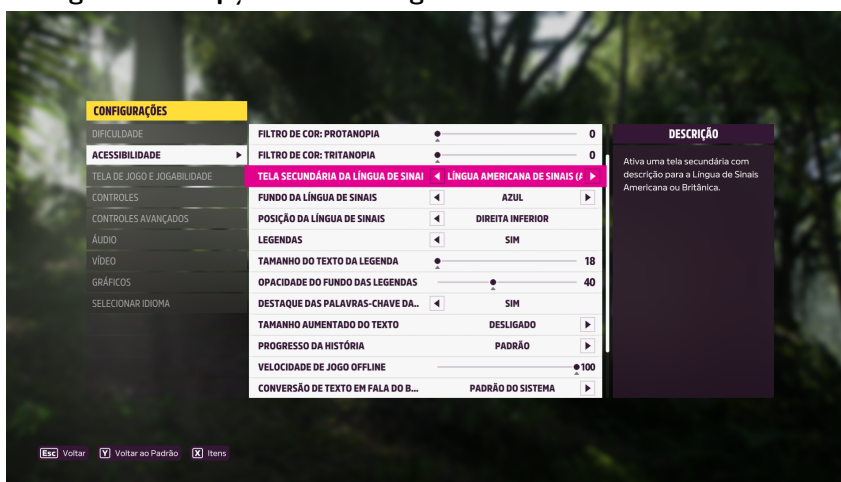 CONFIGURAÇÕES
DIFICULDADE
ACESSIBILIDADE
TELA DE JOGO E JOGABILIDADE
CONTROLES
CONTROLES AVANÇADOS
ÁUDIO
VÍDEO
GRÁFICOS
SELECIONAR IDIOMA
FILTRO DE COR: PROTANOPIA 0
FILTRO DE COR: TRITANOPIA 0
TELA SECUNDÁRIA DA LÍNGUA DE SINAI LÍNGUA AMERICANA DE SINAIS (A
FUNDO DA LÍNGUA DE SINAIS AZUL
POSIÇÃO DA LÍNGUA DE SINAIS DIREITA INFERIOR
LEGENDAS SIM
TAMANHO DO TEXTO DA LEGENDA 18
OPACIDADE DO FUNDO DAS LEGENDAS 40
DESTAQUE DAS PALAVRAS-CHAVE DA... SIM
TAMANHO AUMENTADO DO TEXTO DESLIGADO
PROGRESSO DA HISTÓRIA PADRÃO
VELOCIDADE DE JOGO OFFLINE 100
CONVERSÃO DE TEXTO EM FALA DO B... PADRÃO DO SISTEMA
DESCRIÇÃO
Ativa uma tela secundária com
descrição para a Língua de Sinais
Americana ou Britânica.
Esc Voltar Y Voltar ao Padrão X Itens